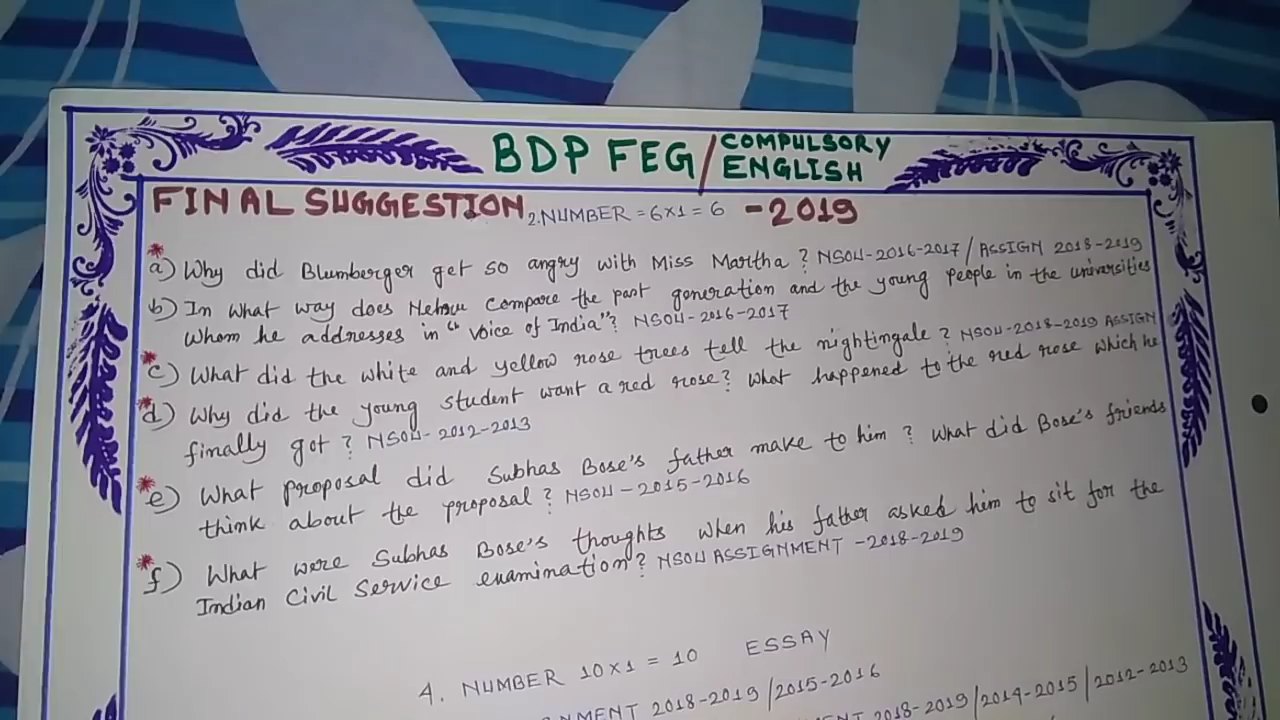 BDP FEG/COMPULSORY ENGLISH
FINAL SUGGESTION 2.NUMBER = 6x1 = 6 - 2019
a) Why did Blumberger get so angry with Miss Martha? NSOU-2016-2017/ASSIGN 2018-2019
b) In What way does Nehru compare the past generation and the young people in the universities
Whom he addresses in "voice of India"? NSOU-2016-2017
c) What did the white and yellow rose trees tell the nightingale? NSOU-2018-2019 ASSIGN
d) Why did the young student want a red rose? What happened to the red rose which he
finally got? NSOU-2012-2013
e) What proposal did Subhas Bose's father make to him? What did Bose's friends
think about the proposal? NSOU-2015-2016
f) What were Subhas Bose's thoughts when his father asked him to sit for the
Indian Civil Service examination? NSOU ASSIGNMENT -2018-2019
4. NUMBER 10x1 = 10 ESSAY
2018-2019/2015-2016
2018-2019/2014-2015/2012-2013